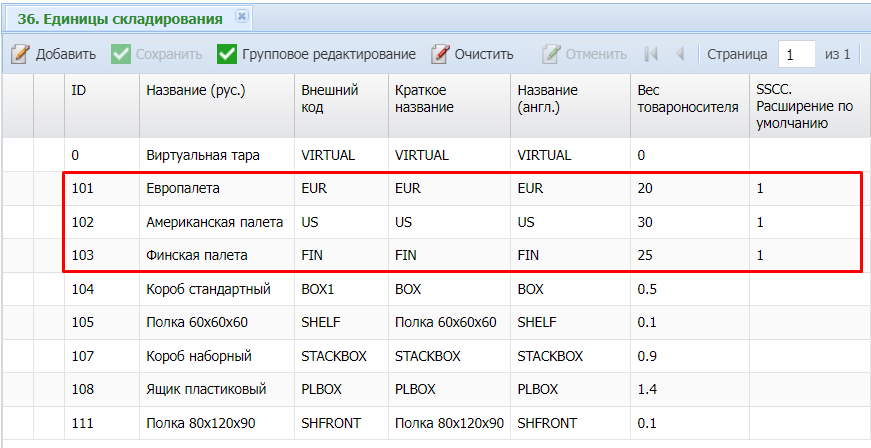 36. Единицы складирования
Добавить Сохранить Групповое редактирование Очистить Отменить Страница 1 из 1
ID Название (рус.) Внешний код Краткое название Название (англ.) Вес товароносителя SSCC. Расширение по умолчанию
0 Виртуальная тара VIRTUAL VIRTUAL VIRTUAL 0
101 Европалета EUR EUR EUR 20 1
102 Американская палета US US US 30 1
103 Финская палета FIN FIN FIN 25 1
104 Короб стандартный BOX1 BOX BOX 0.5
105 Полка 60x60x60 SHELF Полка 60x60x60 SHELF 0.1
107 Короб наборный STACKBOX STACKBOX STACKBOX 0.9
108 Ящик пластиковый PLBOX PLBOX PLBOX 1.4
111 Полка 80x120x90 SHFRONT Полка 80x120x90 SHFRONT 0.1